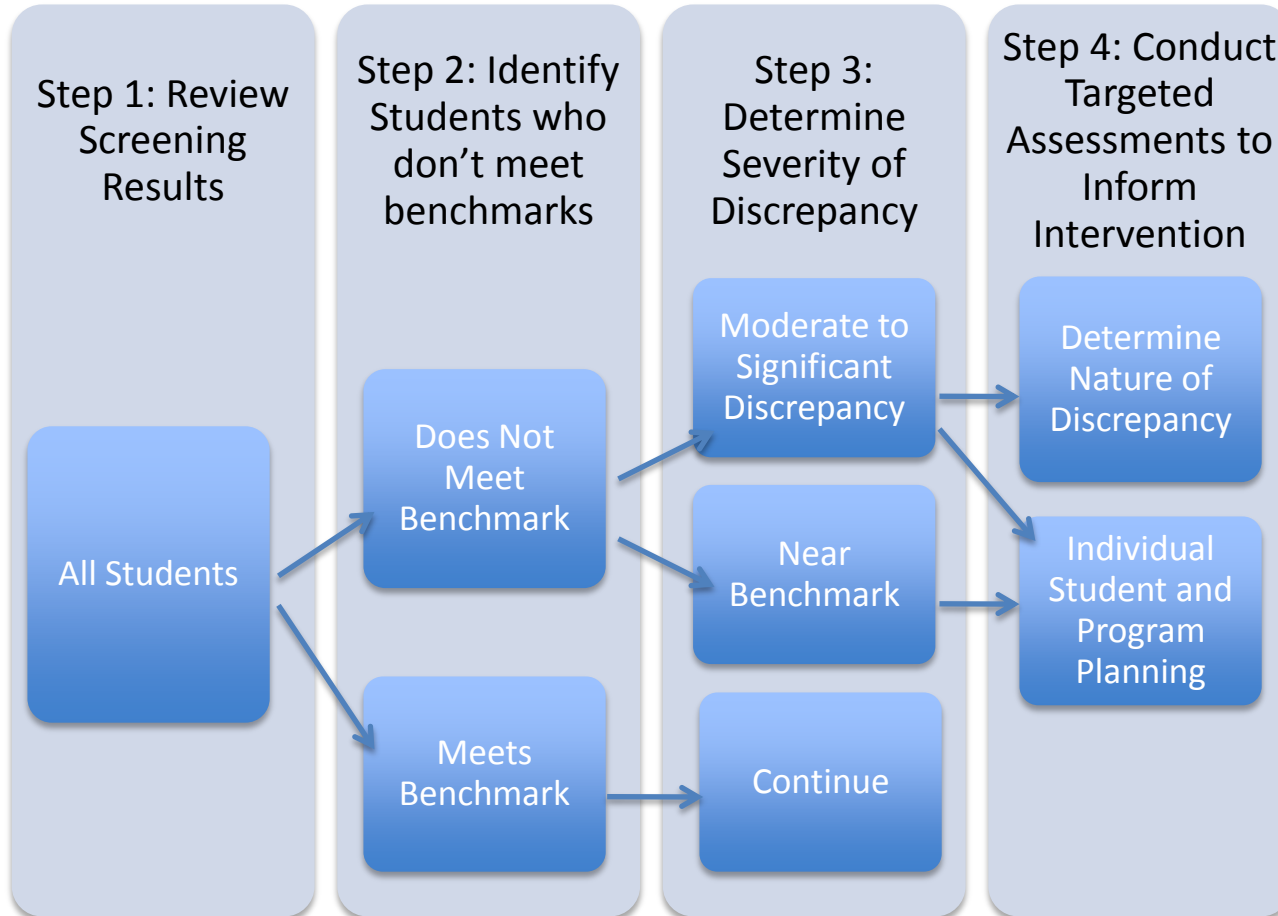 Step 1: Review
Screening
Results
All Students
Step 2: Identify
Students who
don’t meet
benchmarks
Does Not
Meet
Benchmark
Meets
Benchmark
Step 3:
Determine
Severity of
Discrepancy
Moderate to
Significant
Discrepancy
Near
Benchmark
Continue
Step 4: Conduct
Targeted
Assessments to
Inform
Intervention
Determine
Nature of
Discrepancy
Individual
Student and
Program
Planning